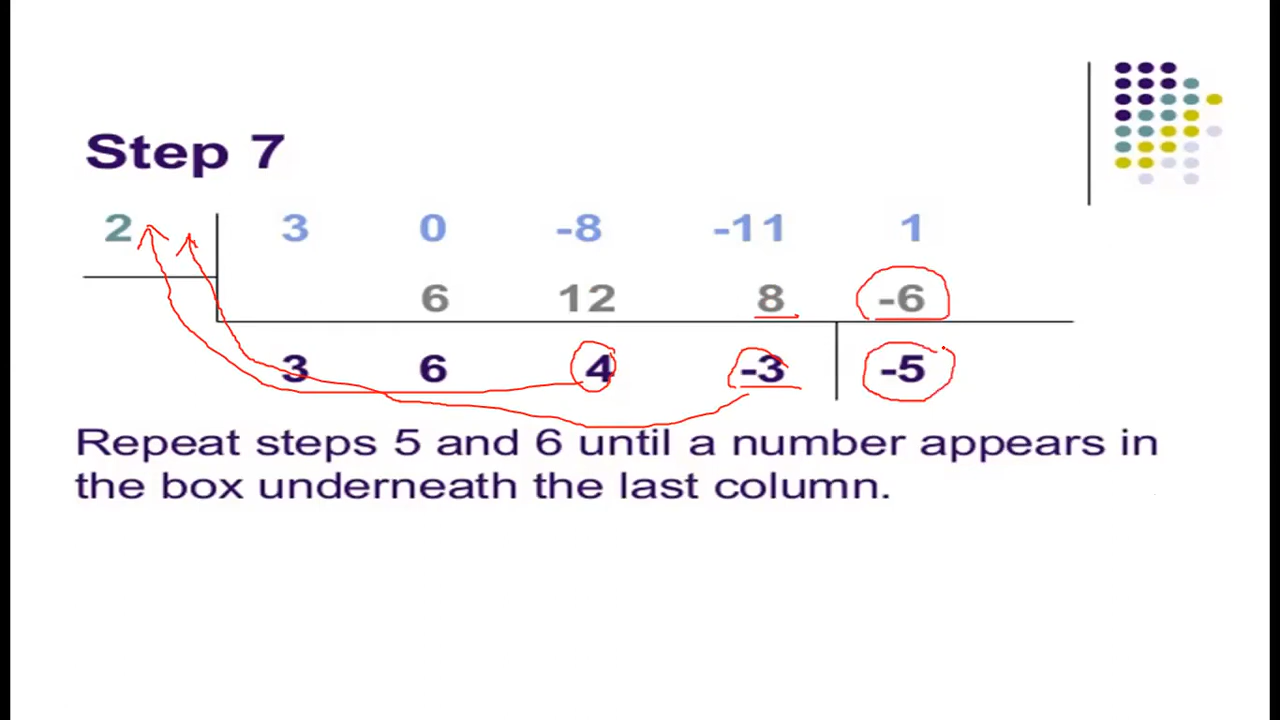 Step 7
2 3 0 -8 -11 1
6 12 8 -6
3 6 4 -3 -5
Repeat steps 5 and 6 until a number appears in
the box underneath the last column.